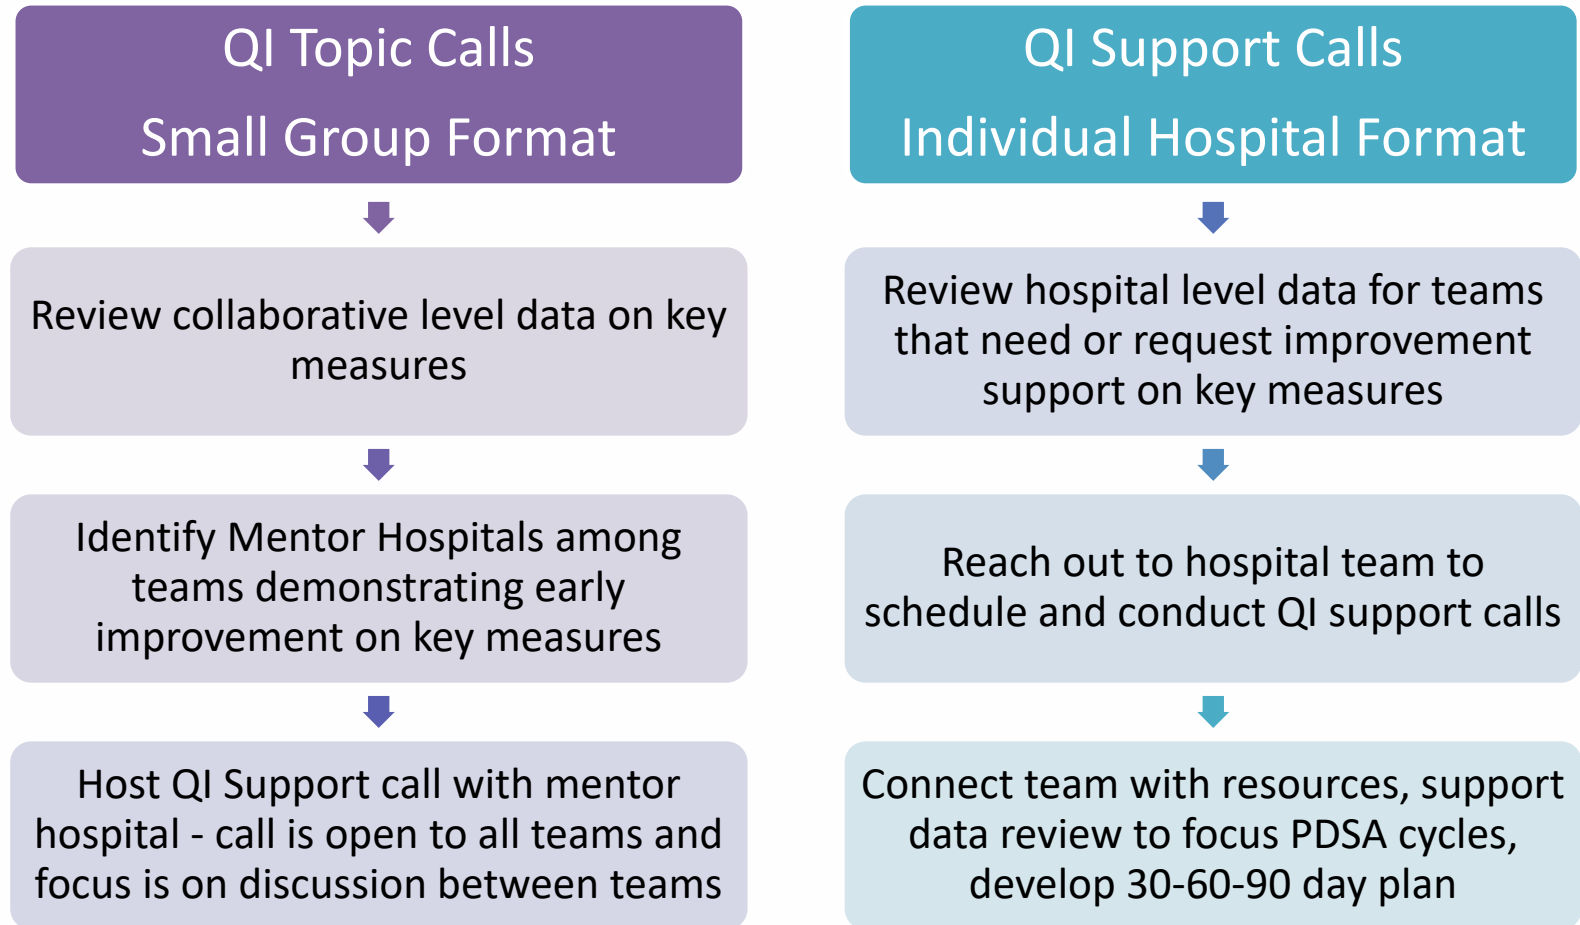 QI Topic Calls
Small Group Format
Review collaborative level data on key
measures
Identify Mentor Hospitals among
teams demonstrating early
improvement on key measures
Host QI Support call with mentor
hospital - call is open to all teams and
focus is on discussion between teams
QI Support Calls
Individual Hospital Format
Review hospital level data for teams
that need or request improvement
support on key measures
Reach out to hospital team to
schedule and conduct QI support calls
Connect team with resources, support
data review to focus PDSA cycles,
develop 30-60-90 day plan